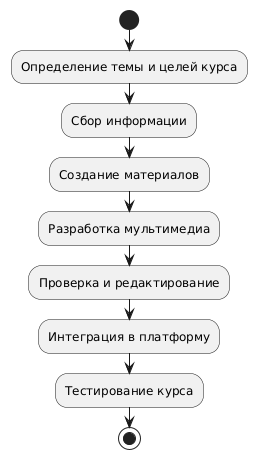 Определение темы и целей курса
Сбор информации
Создание материалов
Разработка мультимедиа
Проверка и редактирование
Интеграция в платформу
Тестирование курса